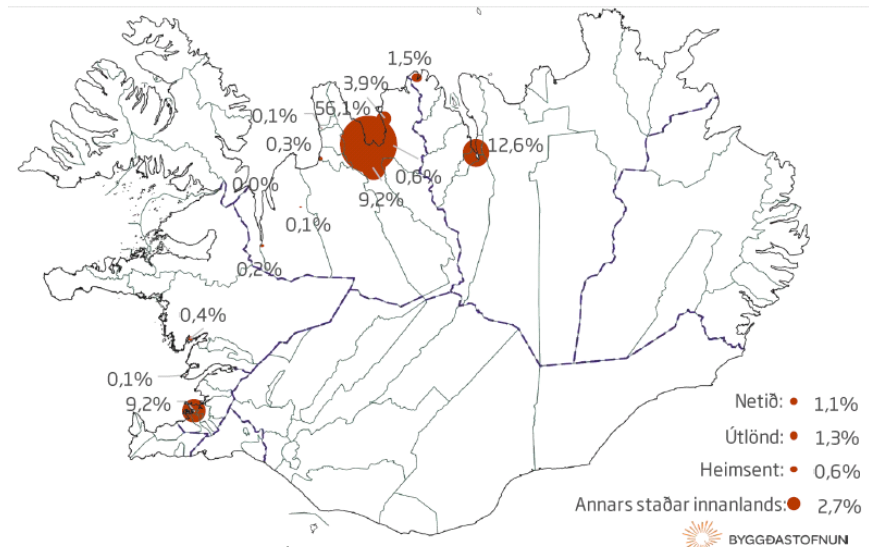 1,5%
3,9%
56,1%
0,1%
12,6%
0,3%
0,6%
0,0%
9,2%
0,1%
0,2%
0,4%
0,1%
9,2%
Netið: 1,1%
Útlönd: 1,3%
Heimsent: 0,6%
Annars staðar innanlands: 2,7%
BYGGÐASTOFNUN